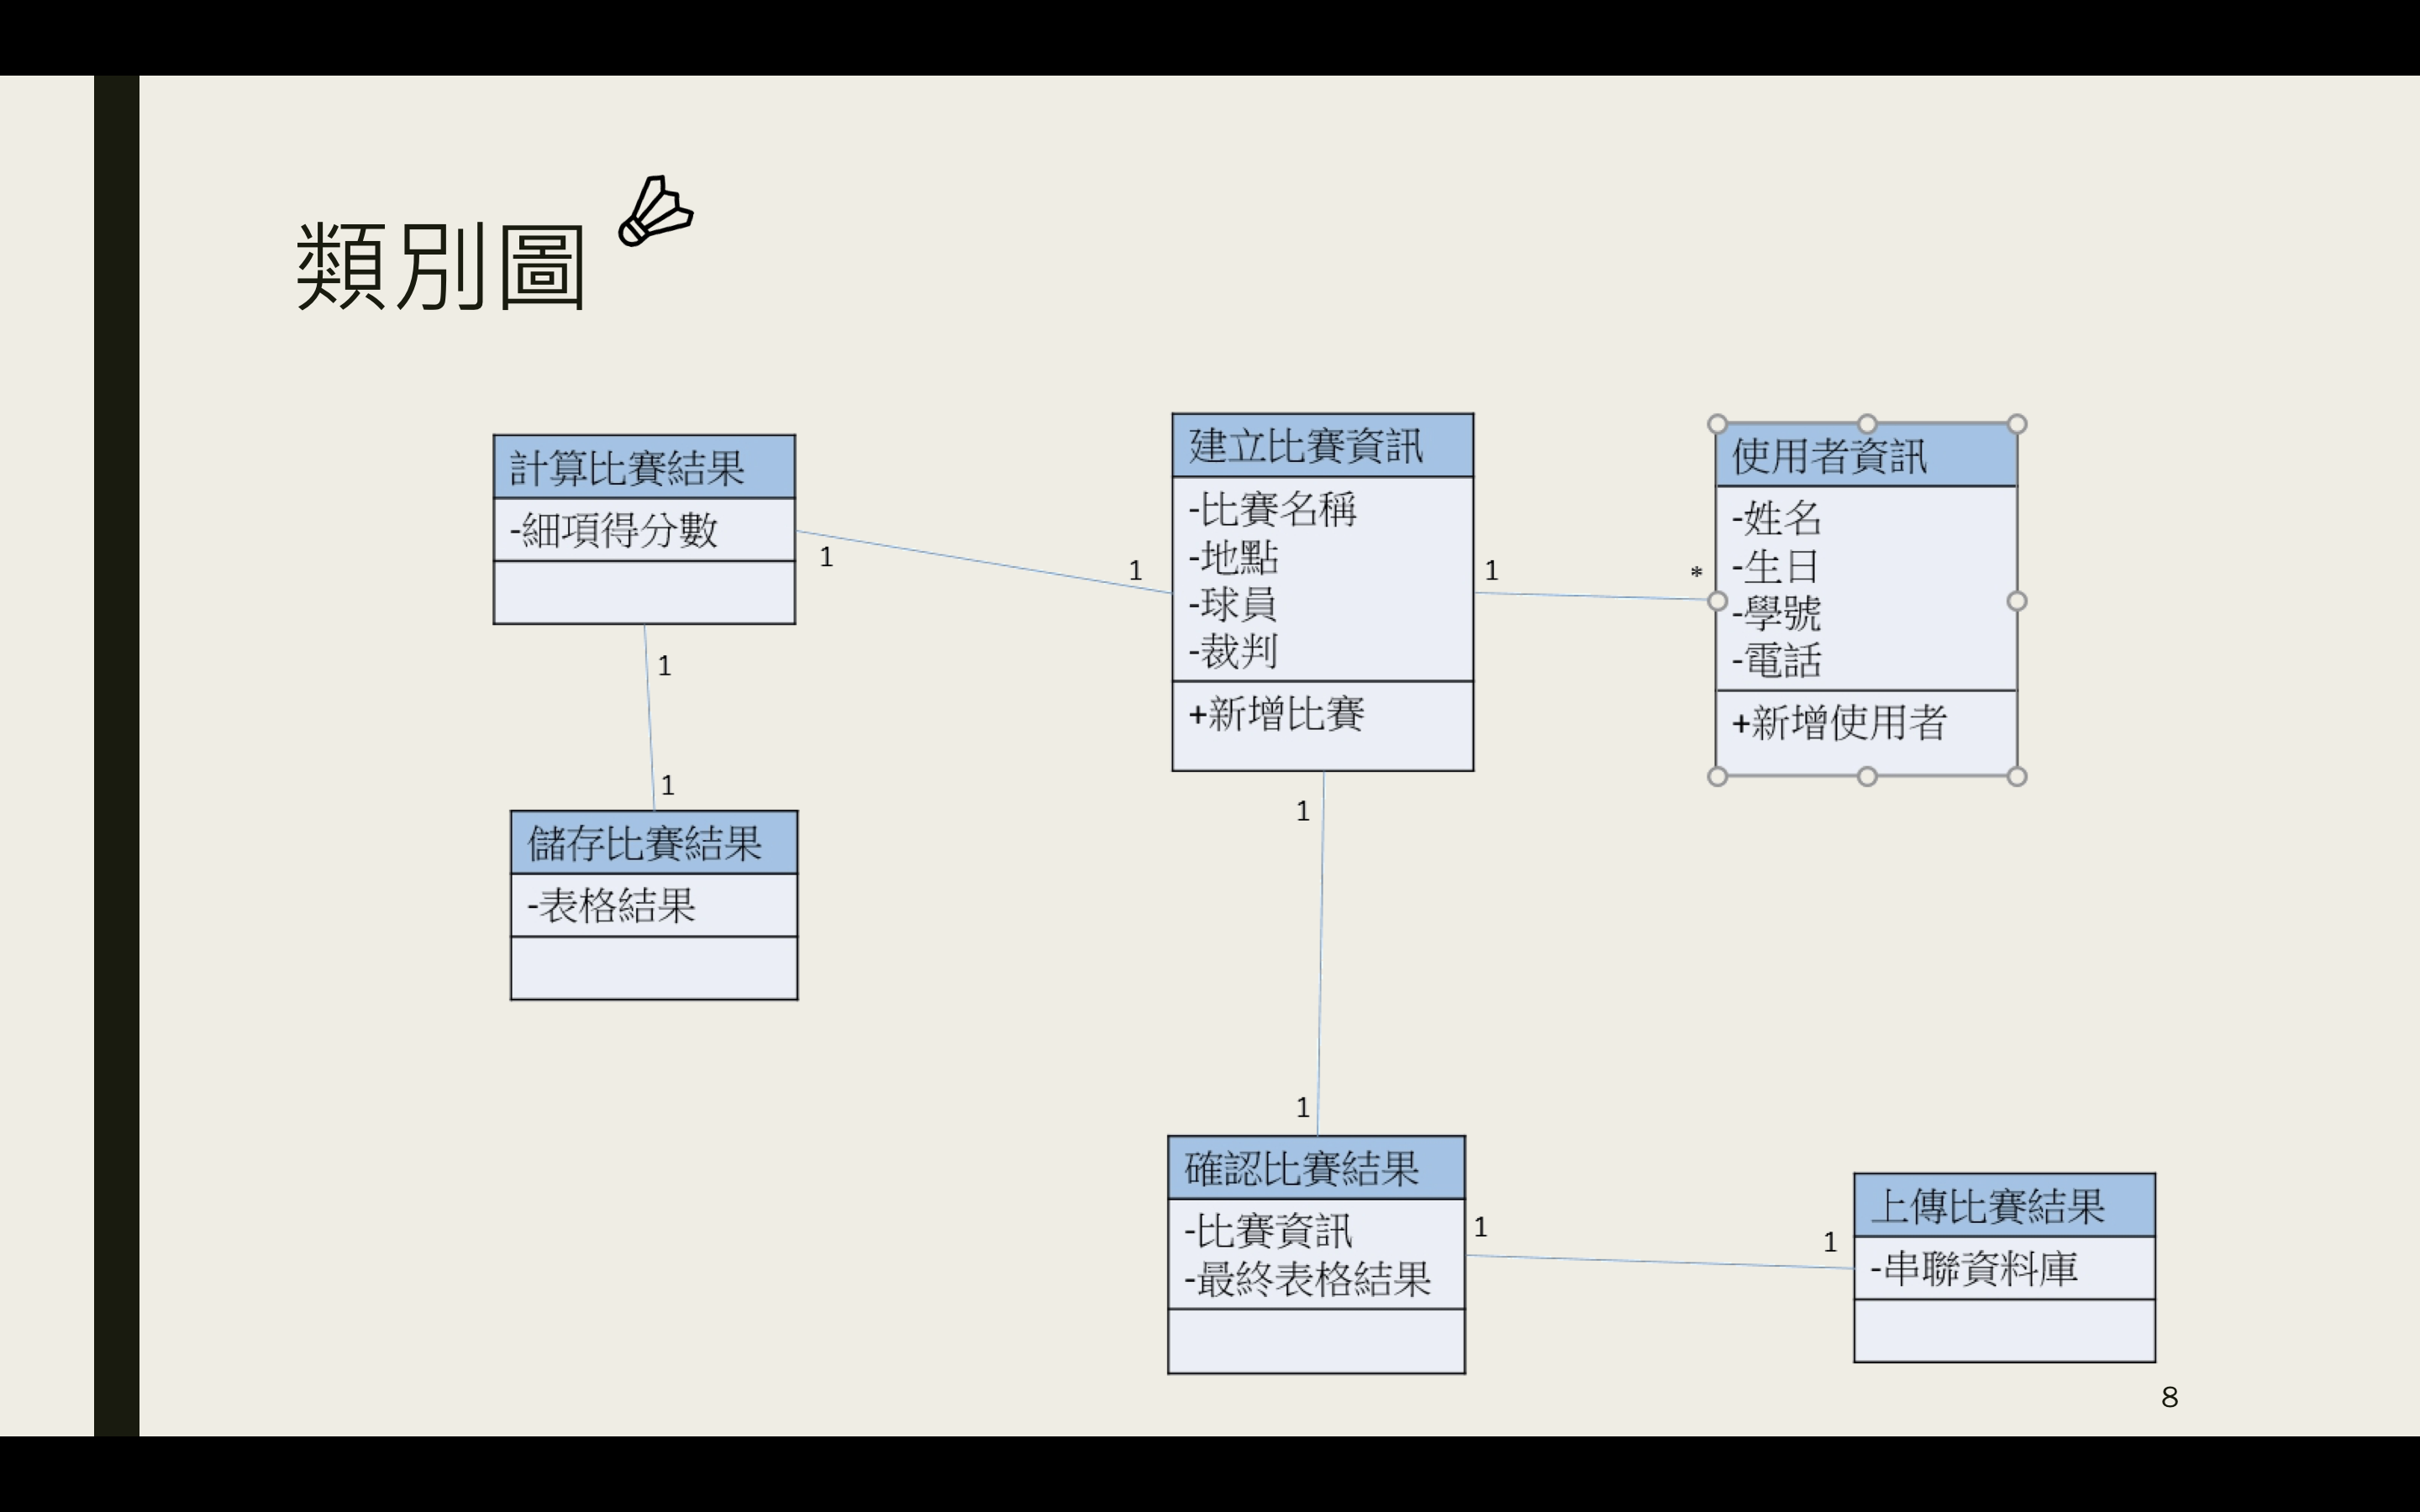 類別圖
計算比賽結果
-細項得分數
1
1
建立比賽資訊
-比賽名稱
-地點
-球員
-裁判
+新增比賽
1
*
使用者資訊
-姓名
-生日
-學號
-電話
+新增使用者
1
1
儲存比賽結果
-表格結果
1
1
確認比賽結果
-比賽資訊
-最終表格結果
1
1
上傳比賽結果
-串聯資料庫
8